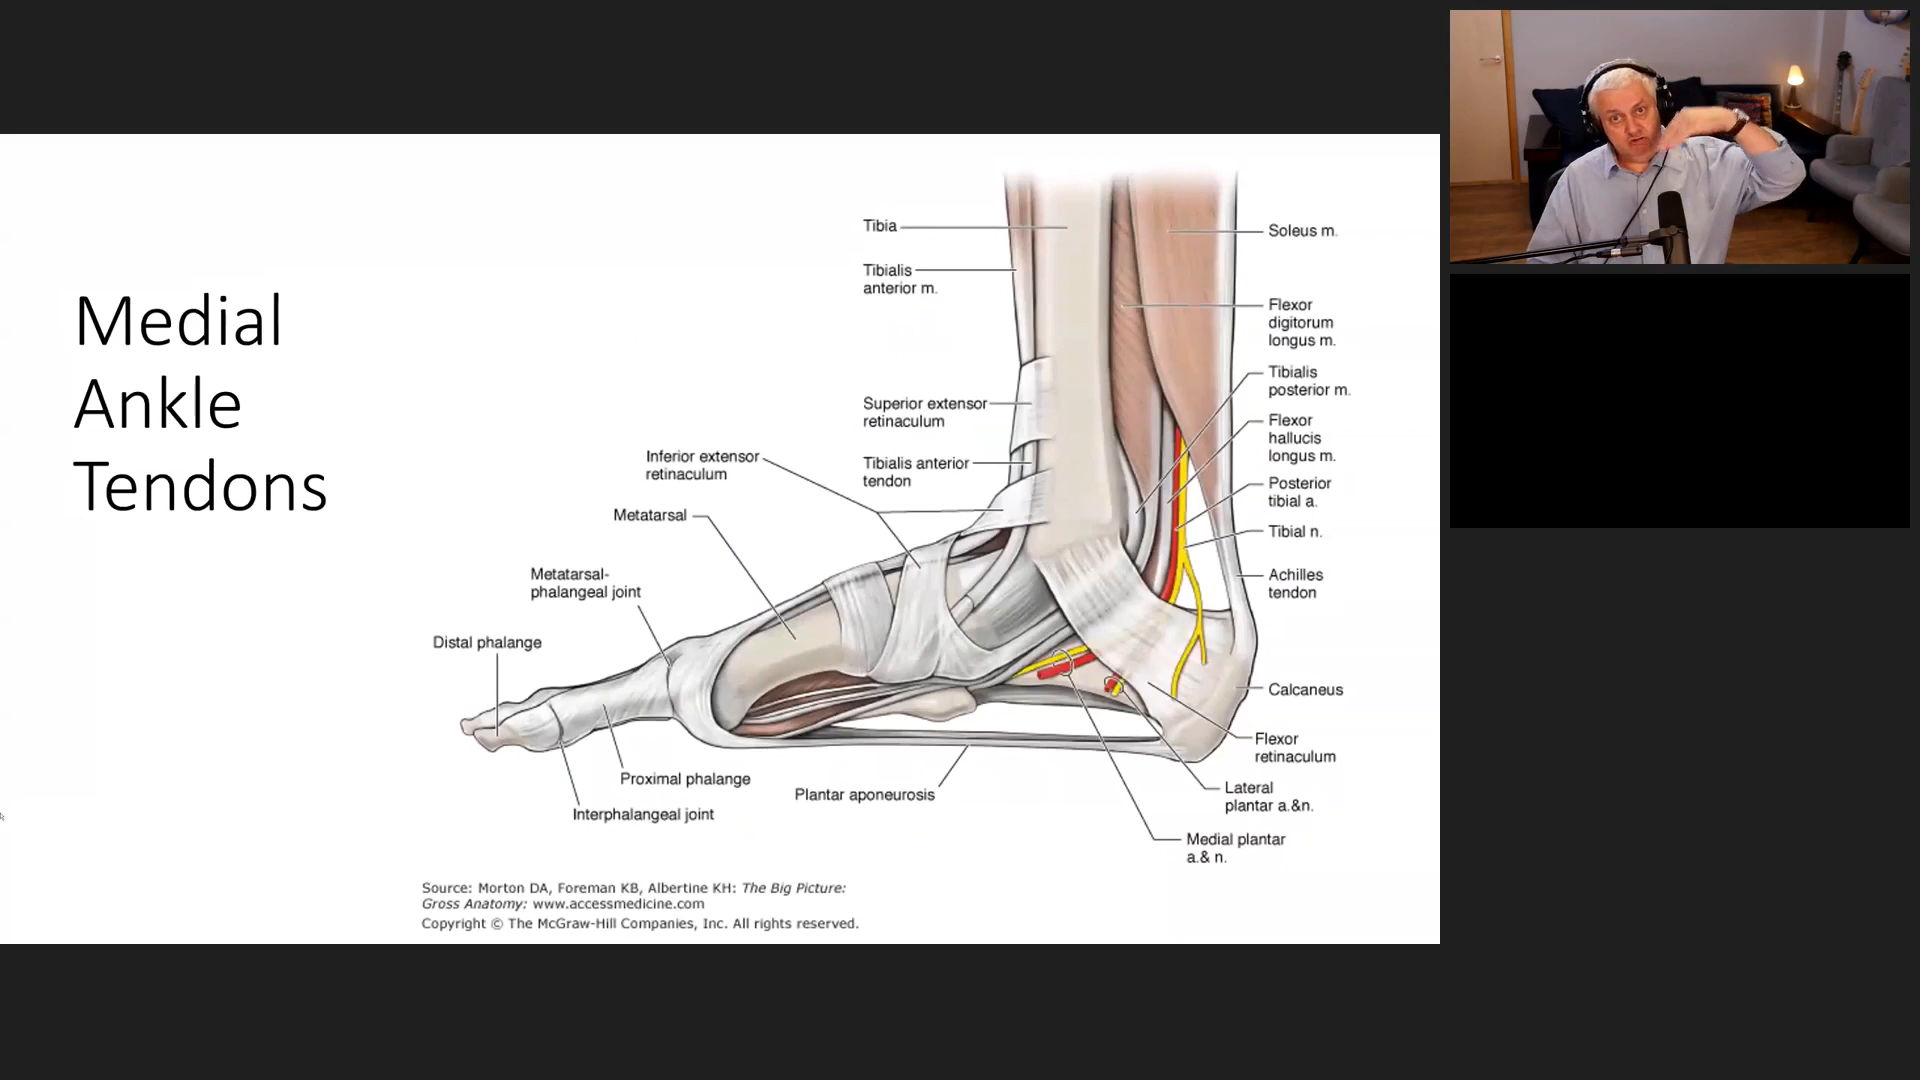 Medial
Ankle
Tendons
Tibia
Tibialis
anterior m.
Superior extensor
retinaculum
Inferior extensor
retinaculum
Tibialis anterior
tendon
Metatarsal
Metatarsal-
phalangeal joint
Distal phalange
Proximal phalange
Interphalangeal joint
Plantar aponeurosis
Soleus m.
Flexor
digitorum
longus m.
Tibialis
posterior m.
Flexor
hallucis
longus m.
Posterior
tibial a.
Tibial n.
Achilles
tendon
Calcaneus
Flexor
retinaculum
Lateral
plantar a.&n.
Medial plantar
a.& n.
Source: Morton DA, Foreman KB, Albertine KH: The Big Picture:
Gross Anatomy: www.accessmedicine.com
Copyright © The McGraw-Hill Companies, Inc. All rights reserved.